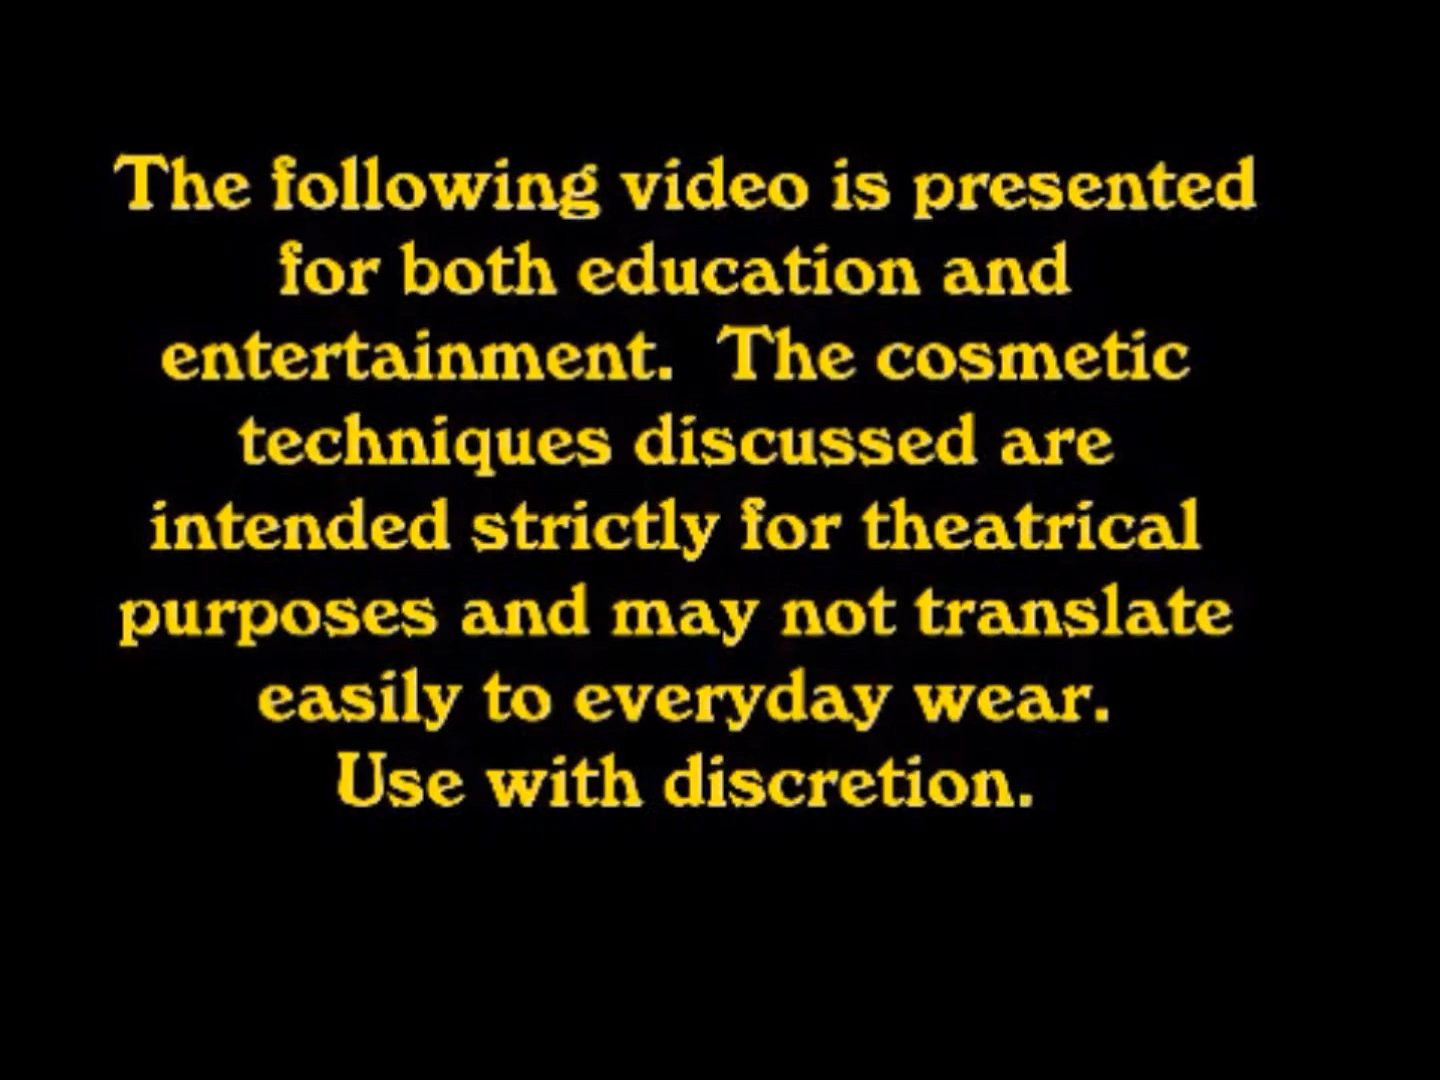 The following video is presented
for both education and
entertainment.  The cosmetic
techniques discussed are
intended strictly for theatrical
purposes and may not translate
easily to everyday wear.
Use with discretion.